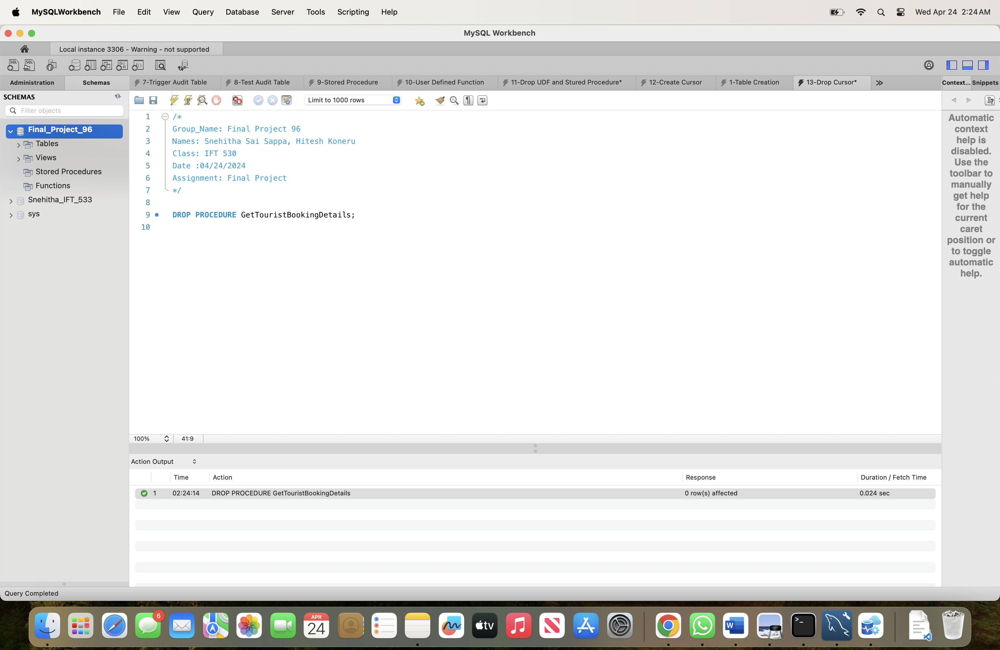 MySQLWorkbench File Edit View Query Database Server Tools Scripting Help Wed Apr 24 2:24 AM
MySQL Workbench
Local instance 3306 - Warning - not supported
Administration Schemas 7-Trigger Audit Table 8-Test Audit Table 9-Stored Procedure 10-User Defined Function 11-Drop UDF and Stured Procedure* 12-Create Cursor 1-Table Creation 13-Drop Cursor* Context... Snippets
SCHEMAS
Filter objects
Limit to 1000 rows
Final_Project_96
Tables
Views
Stored Procedures
Functions
Snehitha_IFT_533
sys
1 /*
2 Group_Name: Final Project 96
3 Names: Snehitha Sai Sappa, Hitesh Koneru
4 Class: IFT 530
5 Date :04/24/2024
6 Assignment: Final Project
7 */
8
9 DROP PROCEDURE GetTouristBookingDetails;
10
Automatic
context
help is
disabled.
Use the
toolbar to
manually
get help
for the
current
caret
position or
to toggle
automatic
help.
100% 41:9
Action Output
Time Action Response Duration / Fetch Time
1 02:24:14 DROP PROCEDURE GetTouristBookingDetails 0 row(s) affected 0.024 sec
Query Completed
6
APR
24
tv
W